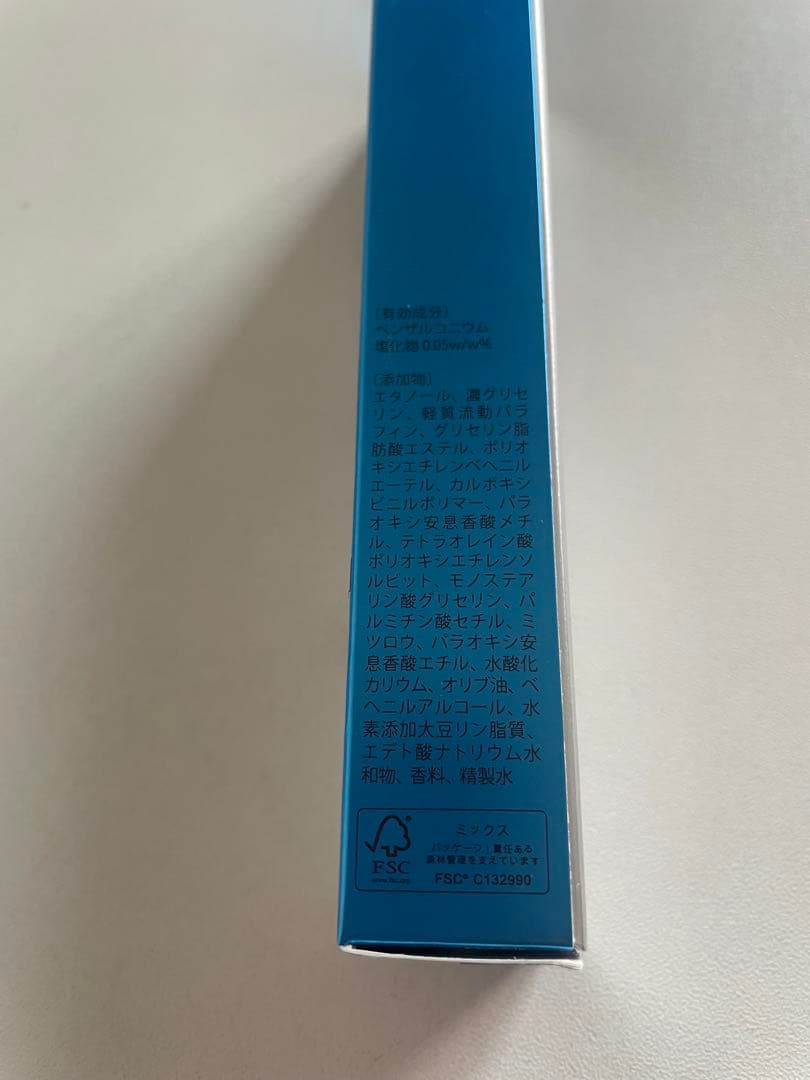 ［有効成分］
ベンザルコニウム
塩化物 0.05w/w%
［添加物］
エタノール、濃グリセ
リン、軽質流動パラ
フィン、グリセリン脂
肪酸エステル、ポリオ
キシエチレンベヘニル
エーテル、カルボキシ
ビニルポリマー、パラ
オキシ安息香酸メチ
ル、テトラオレイン酸
ポリオキシエチレンソ
ルビット、モノステア
リン酸グリセリン、パ
ルミチン酸セチル、ミ
ツロウ、パラオキシ安
息香酸エチル、水酸化
カリウム、オリブ油、ベ
ヘニルアルコール、水
素添加大豆リン脂質、
エデト酸ナトリウム水
和物、香料、精製水
FSC
www.fsc.org
ミックス
パッケージ｜責任ある
森林管理を支えています
FSC® C132990